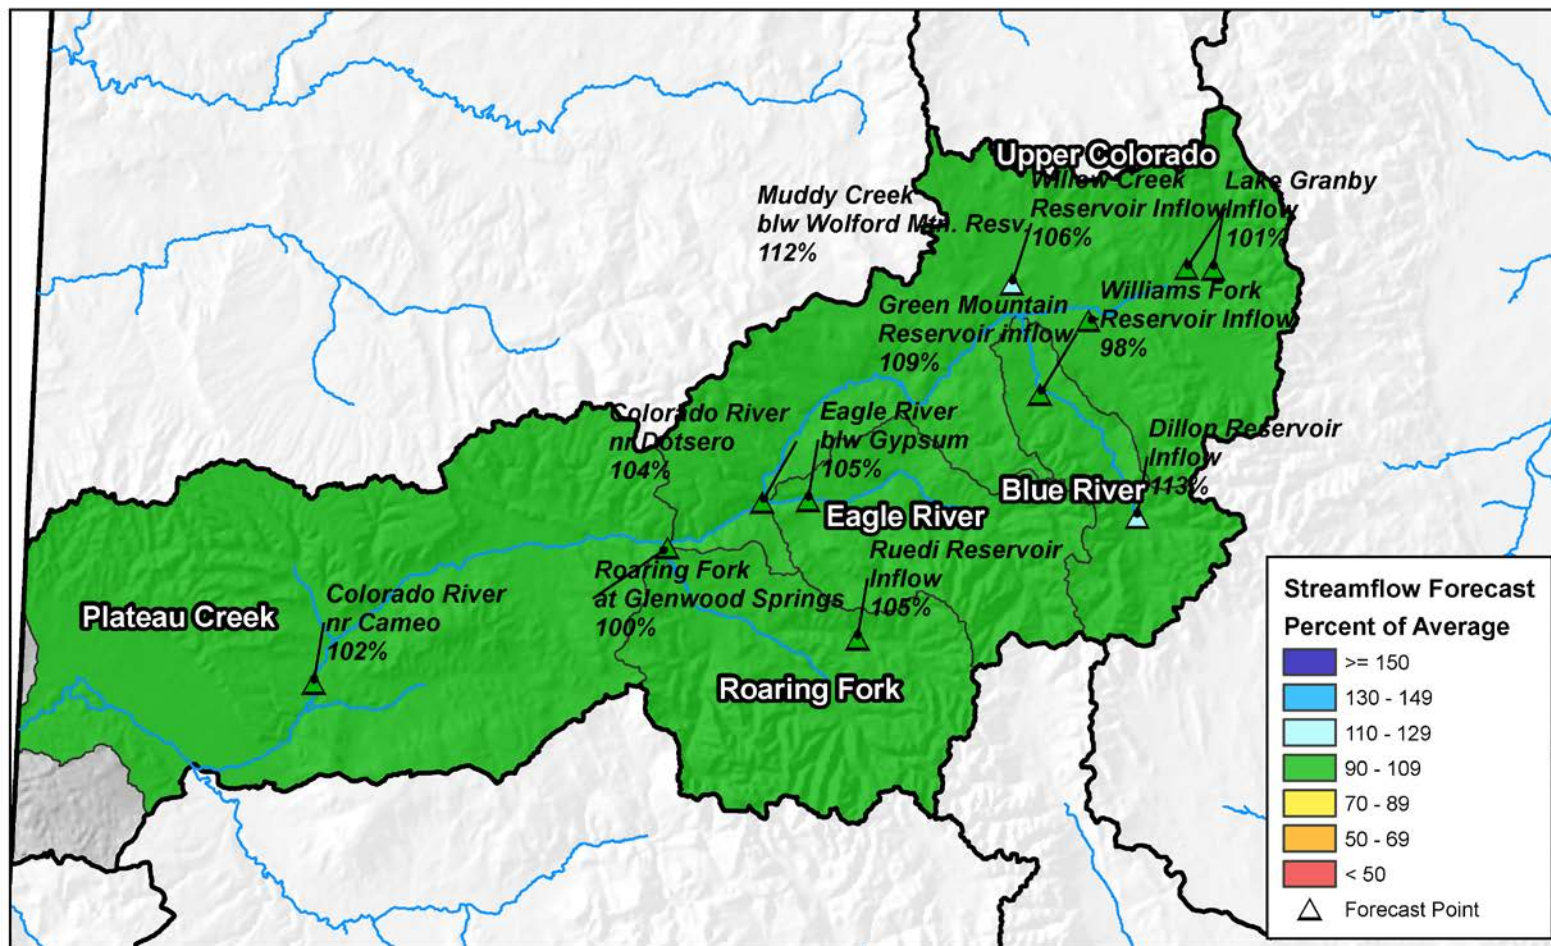 Upper Colorado
Muddy Creek
blw Wolford Mtn. Resv.
112%
Willow Creek
Reservoir Inflow
106%
Lake Granby
Inflow
101%
Green Mountain
Reservoir inflow
109%
Williams Fork
Reservoir Inflow
98%
Colorado River
nr Dotsero
104%
Eagle River
blw Gypsum
105%
Dillon Reservoir
Inflow
113%
Blue River
Eagle River
Ruedi Reservoir
Inflow
105%
Roaring Fork
at Glenwood Springs
100%
Colorado River
nr Cameo
102%
Plateau Creek
Roaring Fork
Streamflow Forecast
Percent of Average
>= 150
130 - 149
110 - 129
90 - 109
70 - 89
50 - 69
< 50
Forecast Point